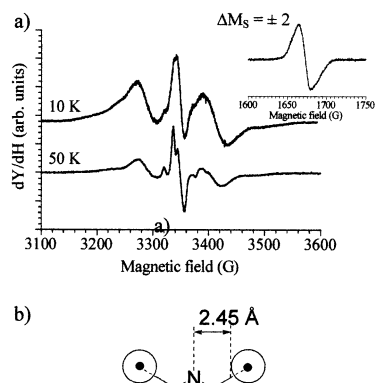 a)
ΔMS = ± 2
1600 1650 1700 1750
Magnetic field (G)
dY/dH (arb. units)
10 K
50 K
a)
3100 3200 3300 3400 3500 3600
Magnetic field (G)
b)
2.45 Å
N